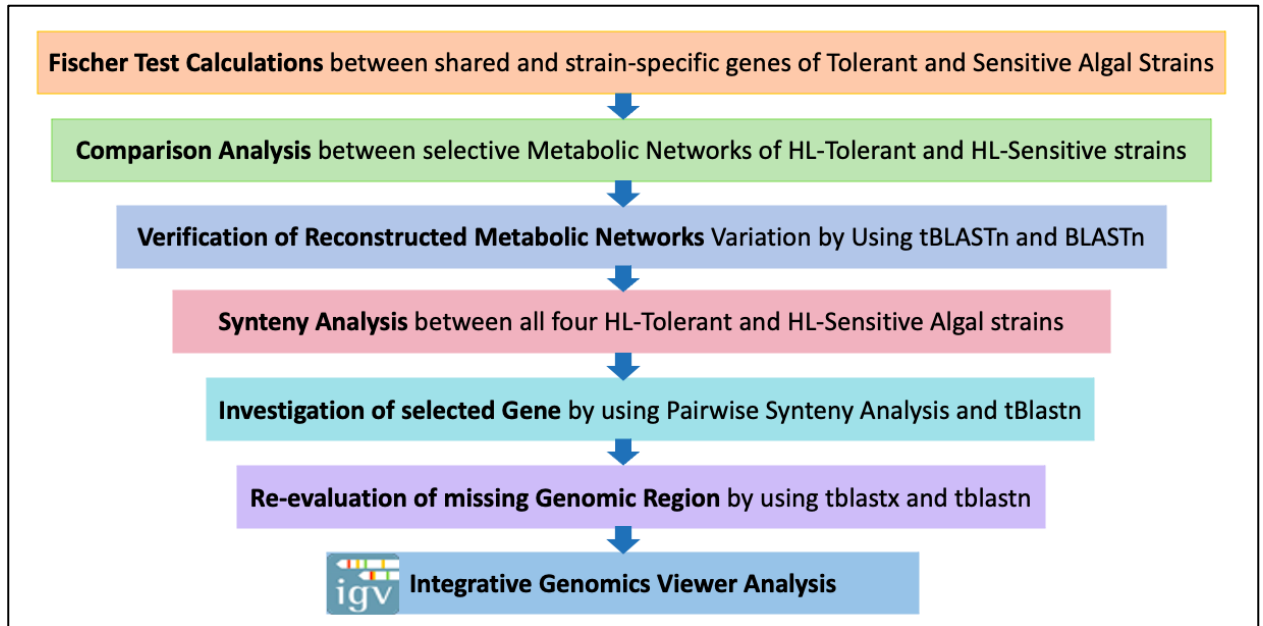 Fischer Test Calculations between shared and strain-specific genes of Tolerant and Sensitive Algal Strains
Comparison Analysis between selective Metabolic Networks of HL-Tolerant and HL-Sensitive strains
Verification of Reconstructed Metabolic Networks Variation by Using tBLASTn and BLASTn
Synteny Analysis between all four HL-Tolerant and HL-Sensitive Algal strains
Investigation of selected Gene by using Pairwise Synteny Analysis and tBlastn
Re-evaluation of missing Genomic Region by using tblastx and tblastn
igv Integrative Genomics Viewer Analysis